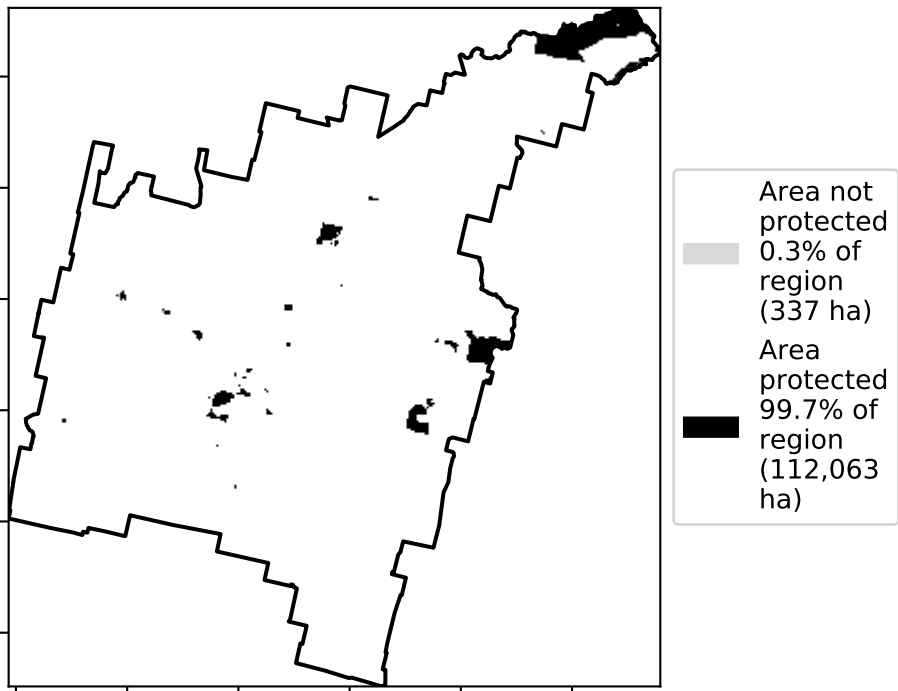 Area not
protected
0.3% of
region
(337 ha)
Area
protected
99.7% of
region
(112,063
ha)